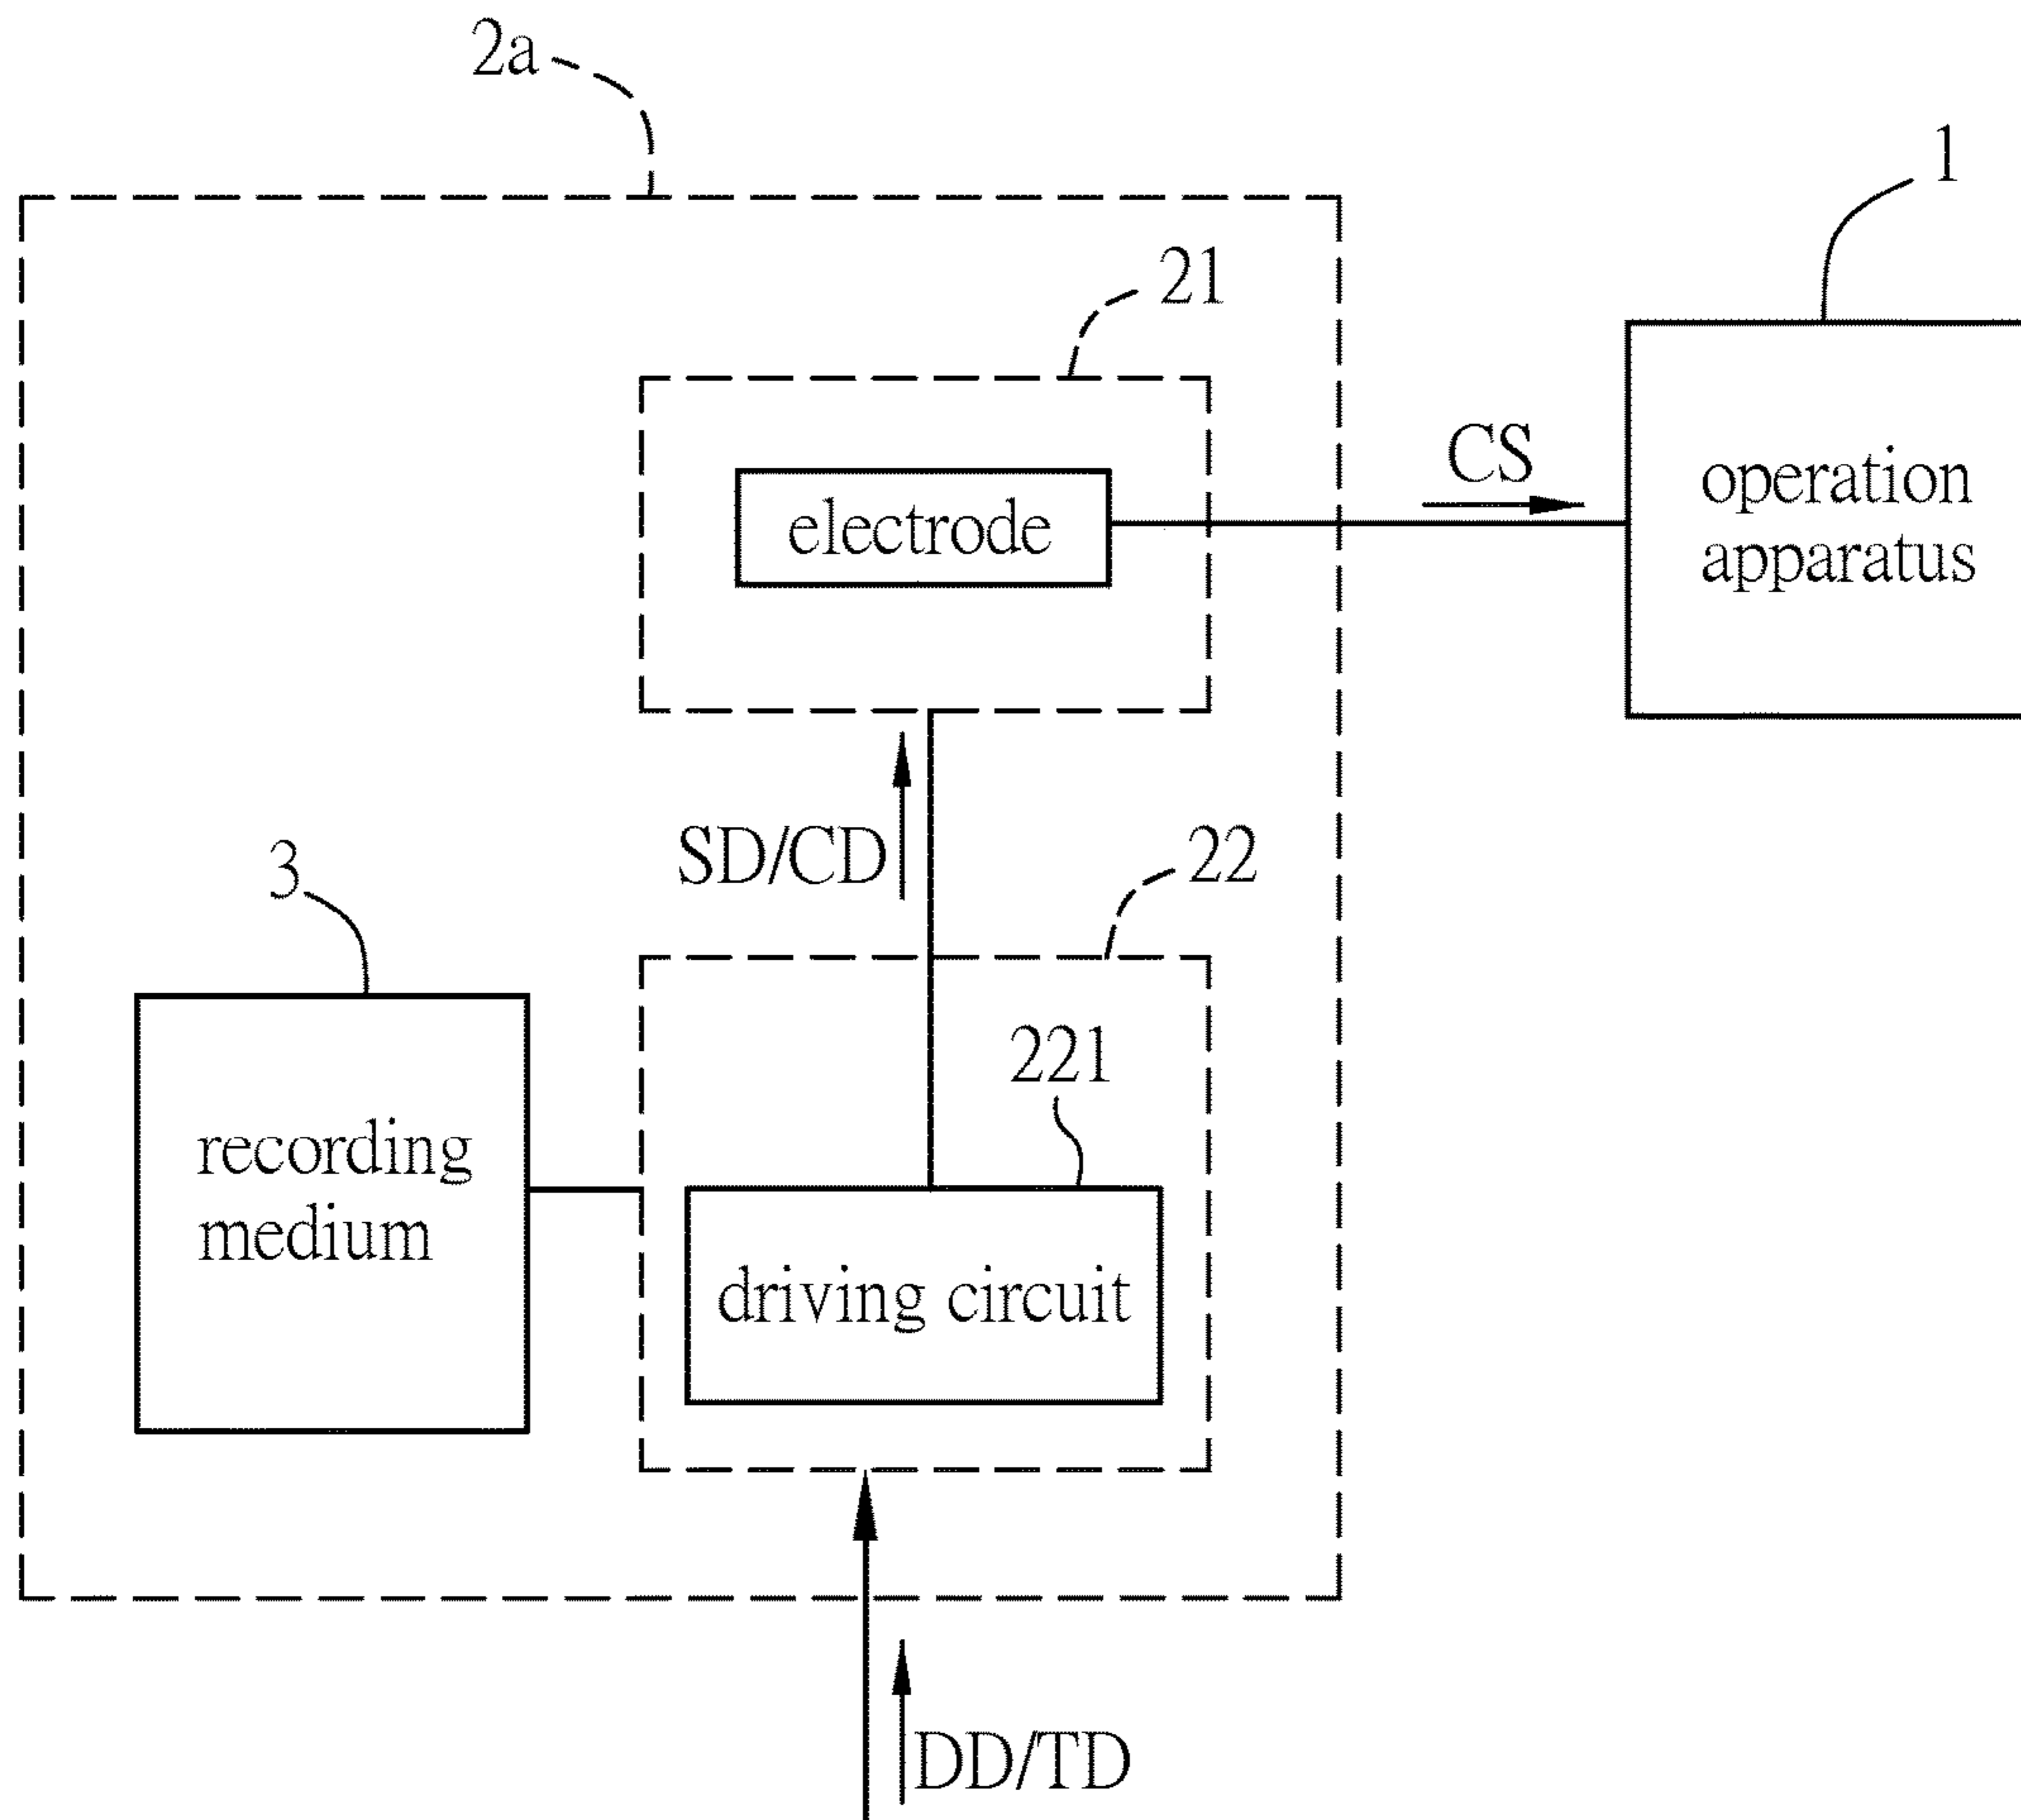 2a
1
21
CS
operation
apparatus
electrode
SD/CD
22
3
221
recording
medium
driving circuit
DD/TD